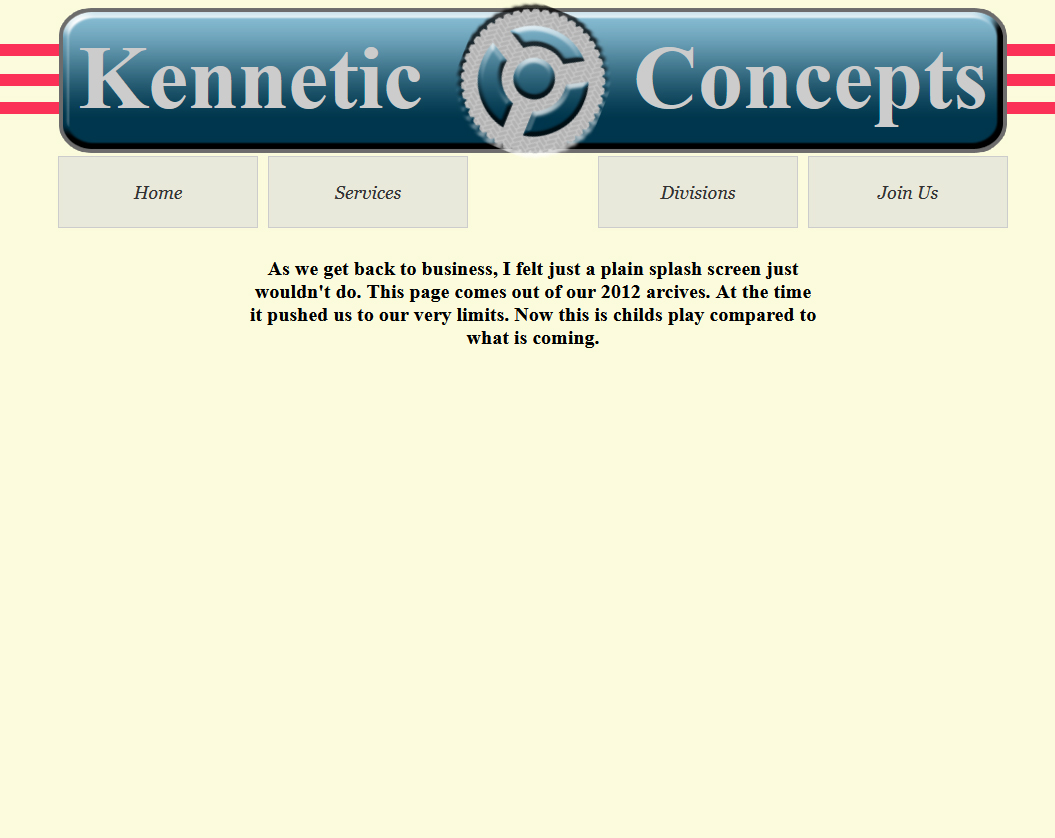 Kennetic Concepts
Home Services Divisions Join Us
As we get back to business, I felt just a plain splash screen just
wouldn't do. This page comes out of our 2012 arcives. At the time
it pushed us to our very limits. Now this is childs play compared to
what is coming.